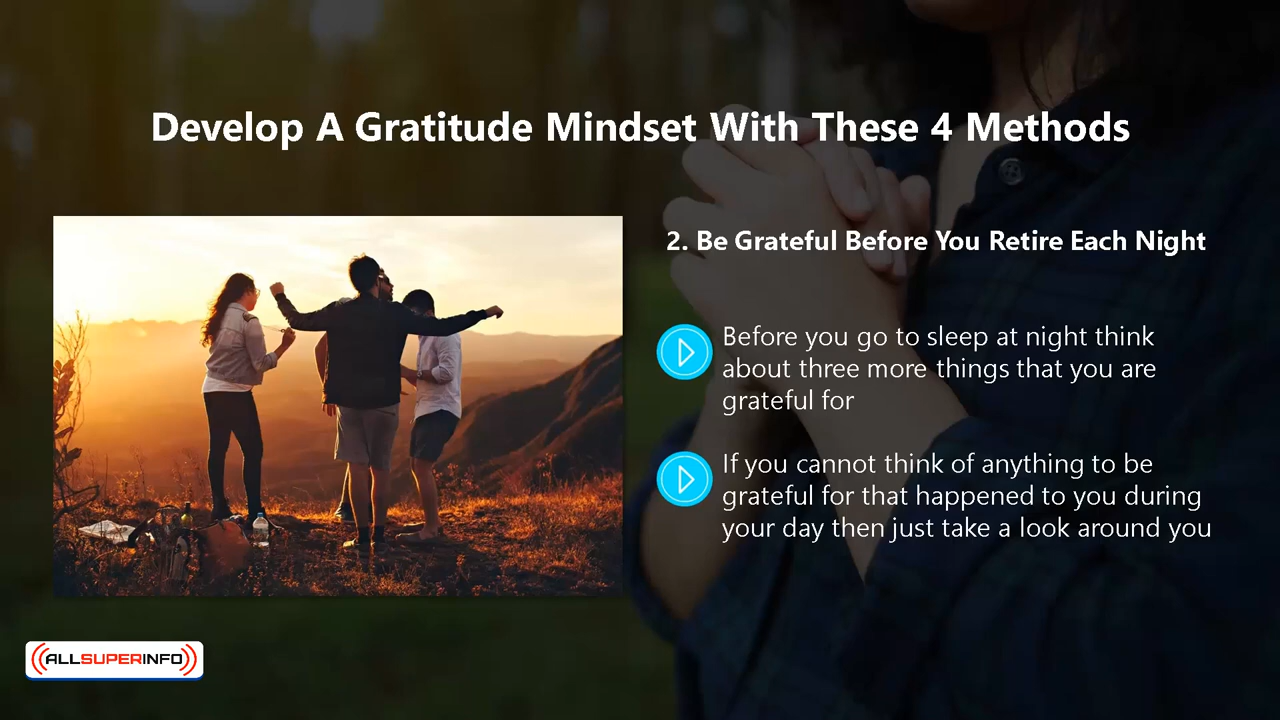 Develop A Gratitude Mindset With These 4 Methods
2. Be Grateful Before You Retire Each Night
Before you go to sleep at night think
about three more things that you are
grateful for
If you cannot think of anything to be
grateful for that happened to you during
your day then just take a look around you
ALLSUPERINFO